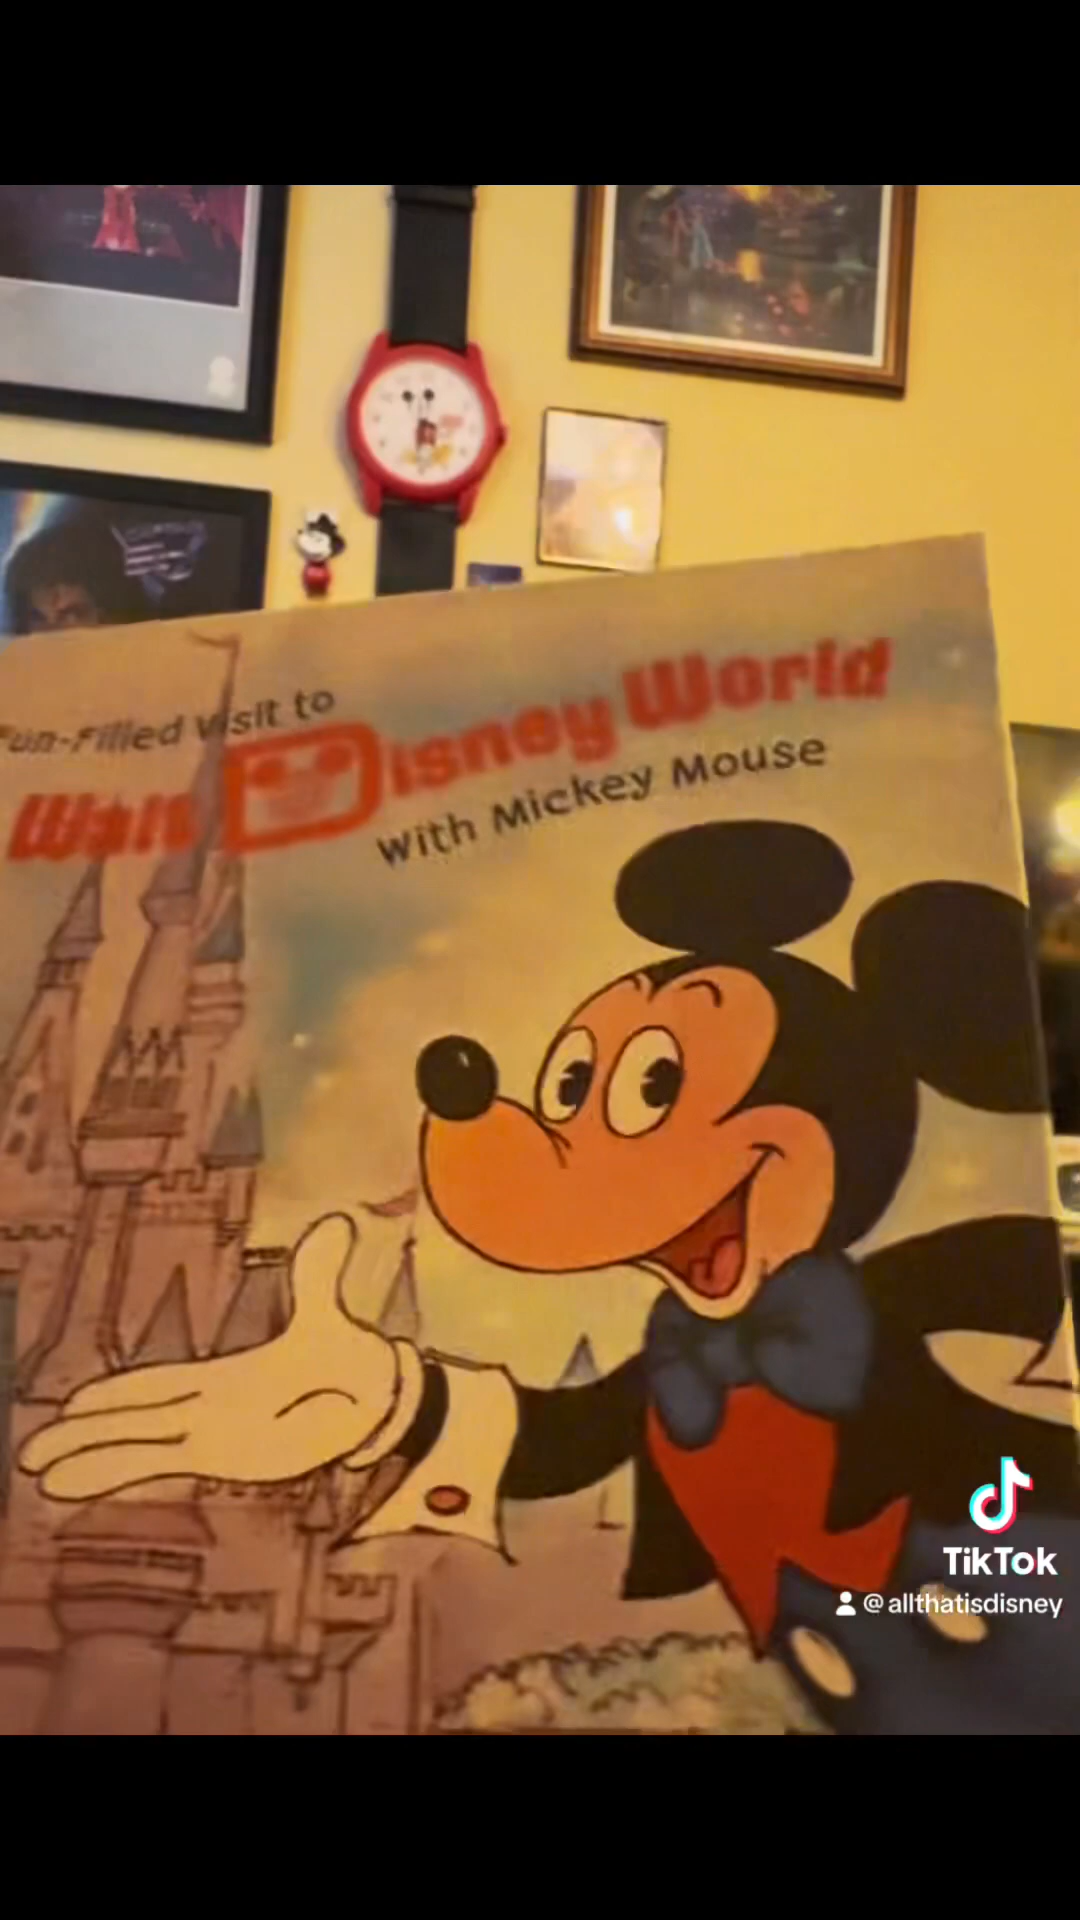 Fun-Filled Visit to
Walt Disney World
with Mickey Mouse
TikTok
@allthatisdisney